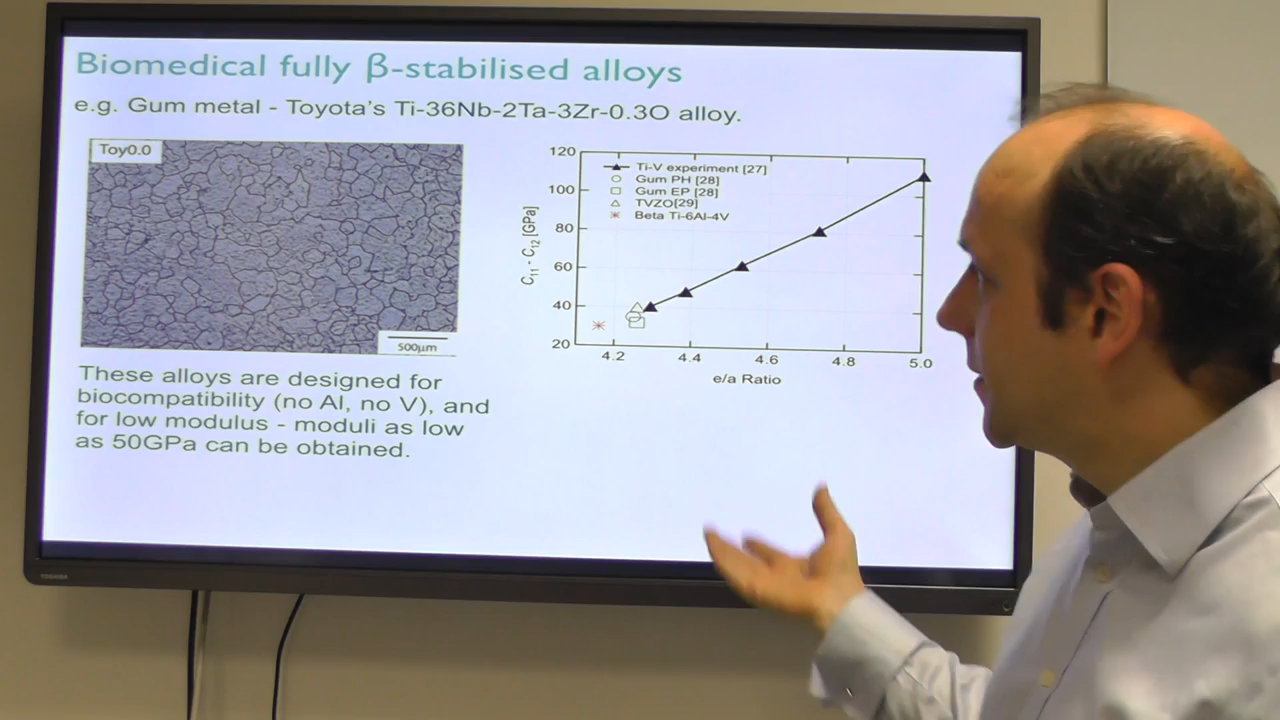 Biomedical fully β-stabilised alloys
e.g. Gum metal - Toyota's Ti-36Nb-2Ta-3Zr-0.3O alloy.
Toy0.0
500μm
These alloys are designed for
biocompatibility (no Al, no V), and
for low modulus - moduli as low
as 50GPa can be obtained.
120
100
80
60
40
20
C11 - C12 [GPa]
Ti-V experiment [27]
Gum PH [28]
Gum EP [28]
TVZO[29]
Beta Ti-6Al-4V
4.2 4.4 4.6 4.8 5.0
e/a Ratio
TOSHIBA